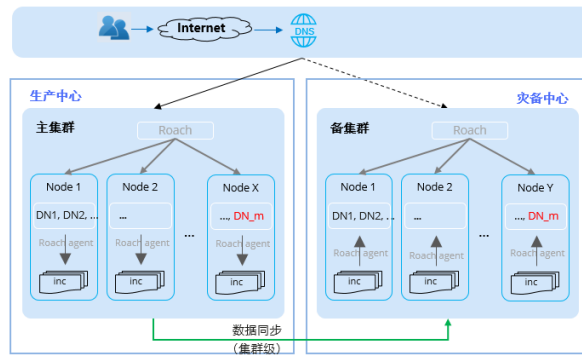 Internet
DNS
生产中心
灾备中心
主集群
Roach
备集群
Roach
Node 1
Node 2
Node X
Node 1
Node 2
Node Y
DN1, DN2, ...
...
..., DN_m
DN1, DN2, ...
...
..., DN_m
...
...
Roach agent
Roach agent
Roach agent
Roach agent
Roach agent
Roach agent
inc
inc
inc
inc
inc
inc
数据同步
（集群级）